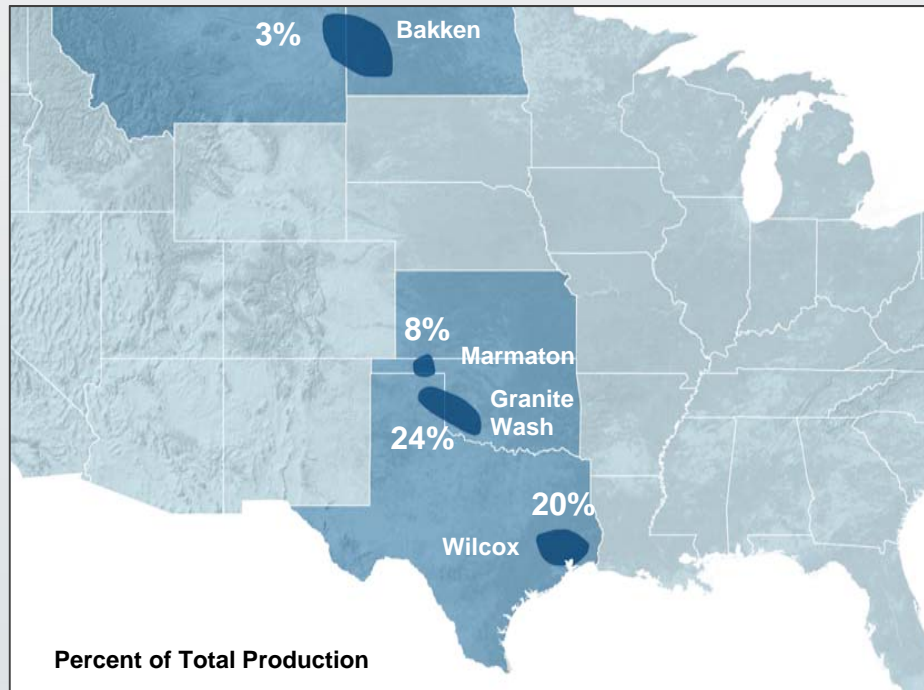 3%
Bakken
8%
Marmaton
Granite
Wash
24%
20%
Wilcox
Percent of Total Production